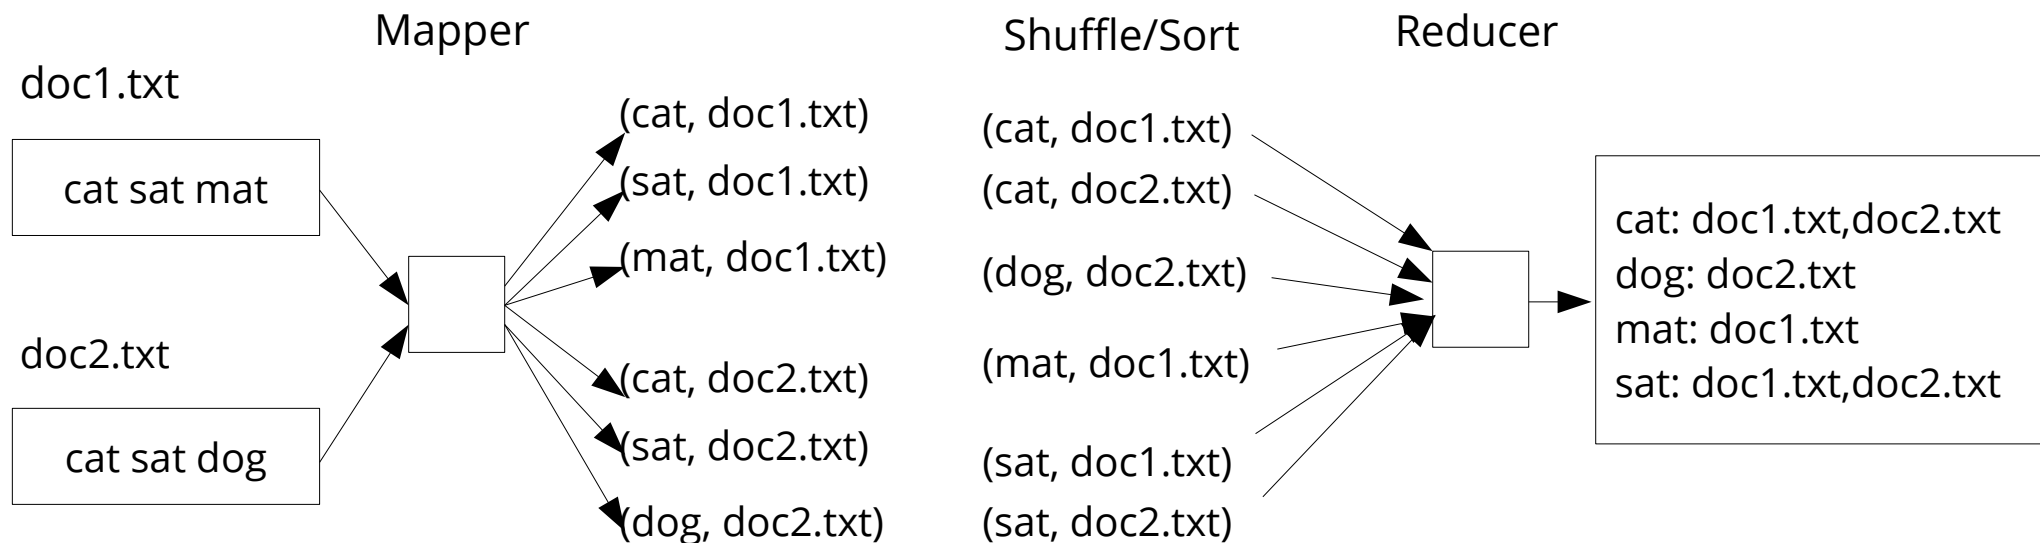 Mapper
Shuffle/Sort
Reducer
doc1.txt
cat sat mat
doc2.txt
cat sat dog
(cat, doc1.txt)
(sat, doc1.txt)
(mat, doc1.txt)
(cat, doc2.txt)
(sat, doc2.txt)
(dog, doc2.txt)
(cat, doc1.txt)
(cat, doc2.txt)
(dog, doc2.txt)
(mat, doc1.txt)
(sat, doc1.txt)
(sat, doc2.txt)
cat: doc1.txt,doc2.txt
dog: doc2.txt
mat: doc1.txt
sat: doc1.txt,doc2.txt